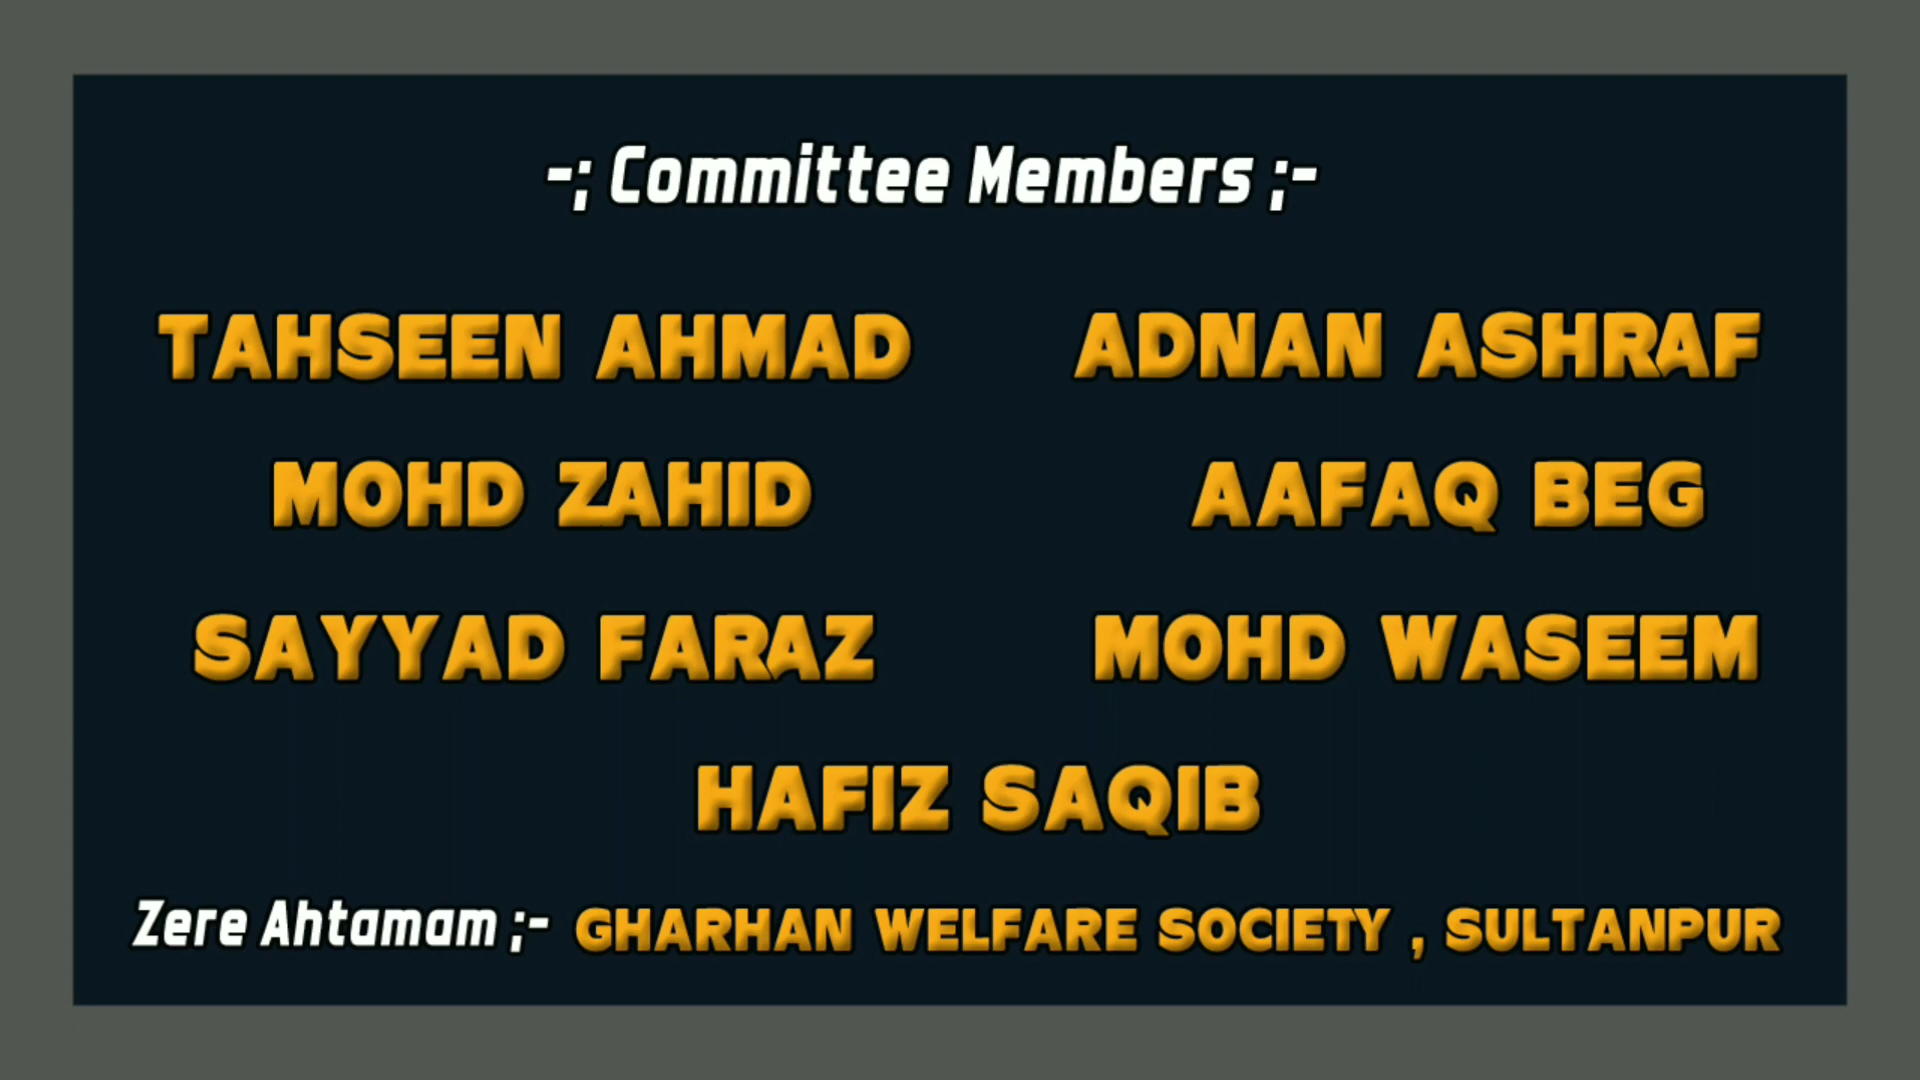 -; Committee Members ;-
TAHSEEN AHMAD ADNAN ASHRAF
MOHD ZAHID AAFAQ BEG
SAYYAD FARAZ MOHD WASEEM
HAFIZ SAQIB
Zere Ahtamam ;- GHARHAN WELFARE SOCIETY , SULTANPUR